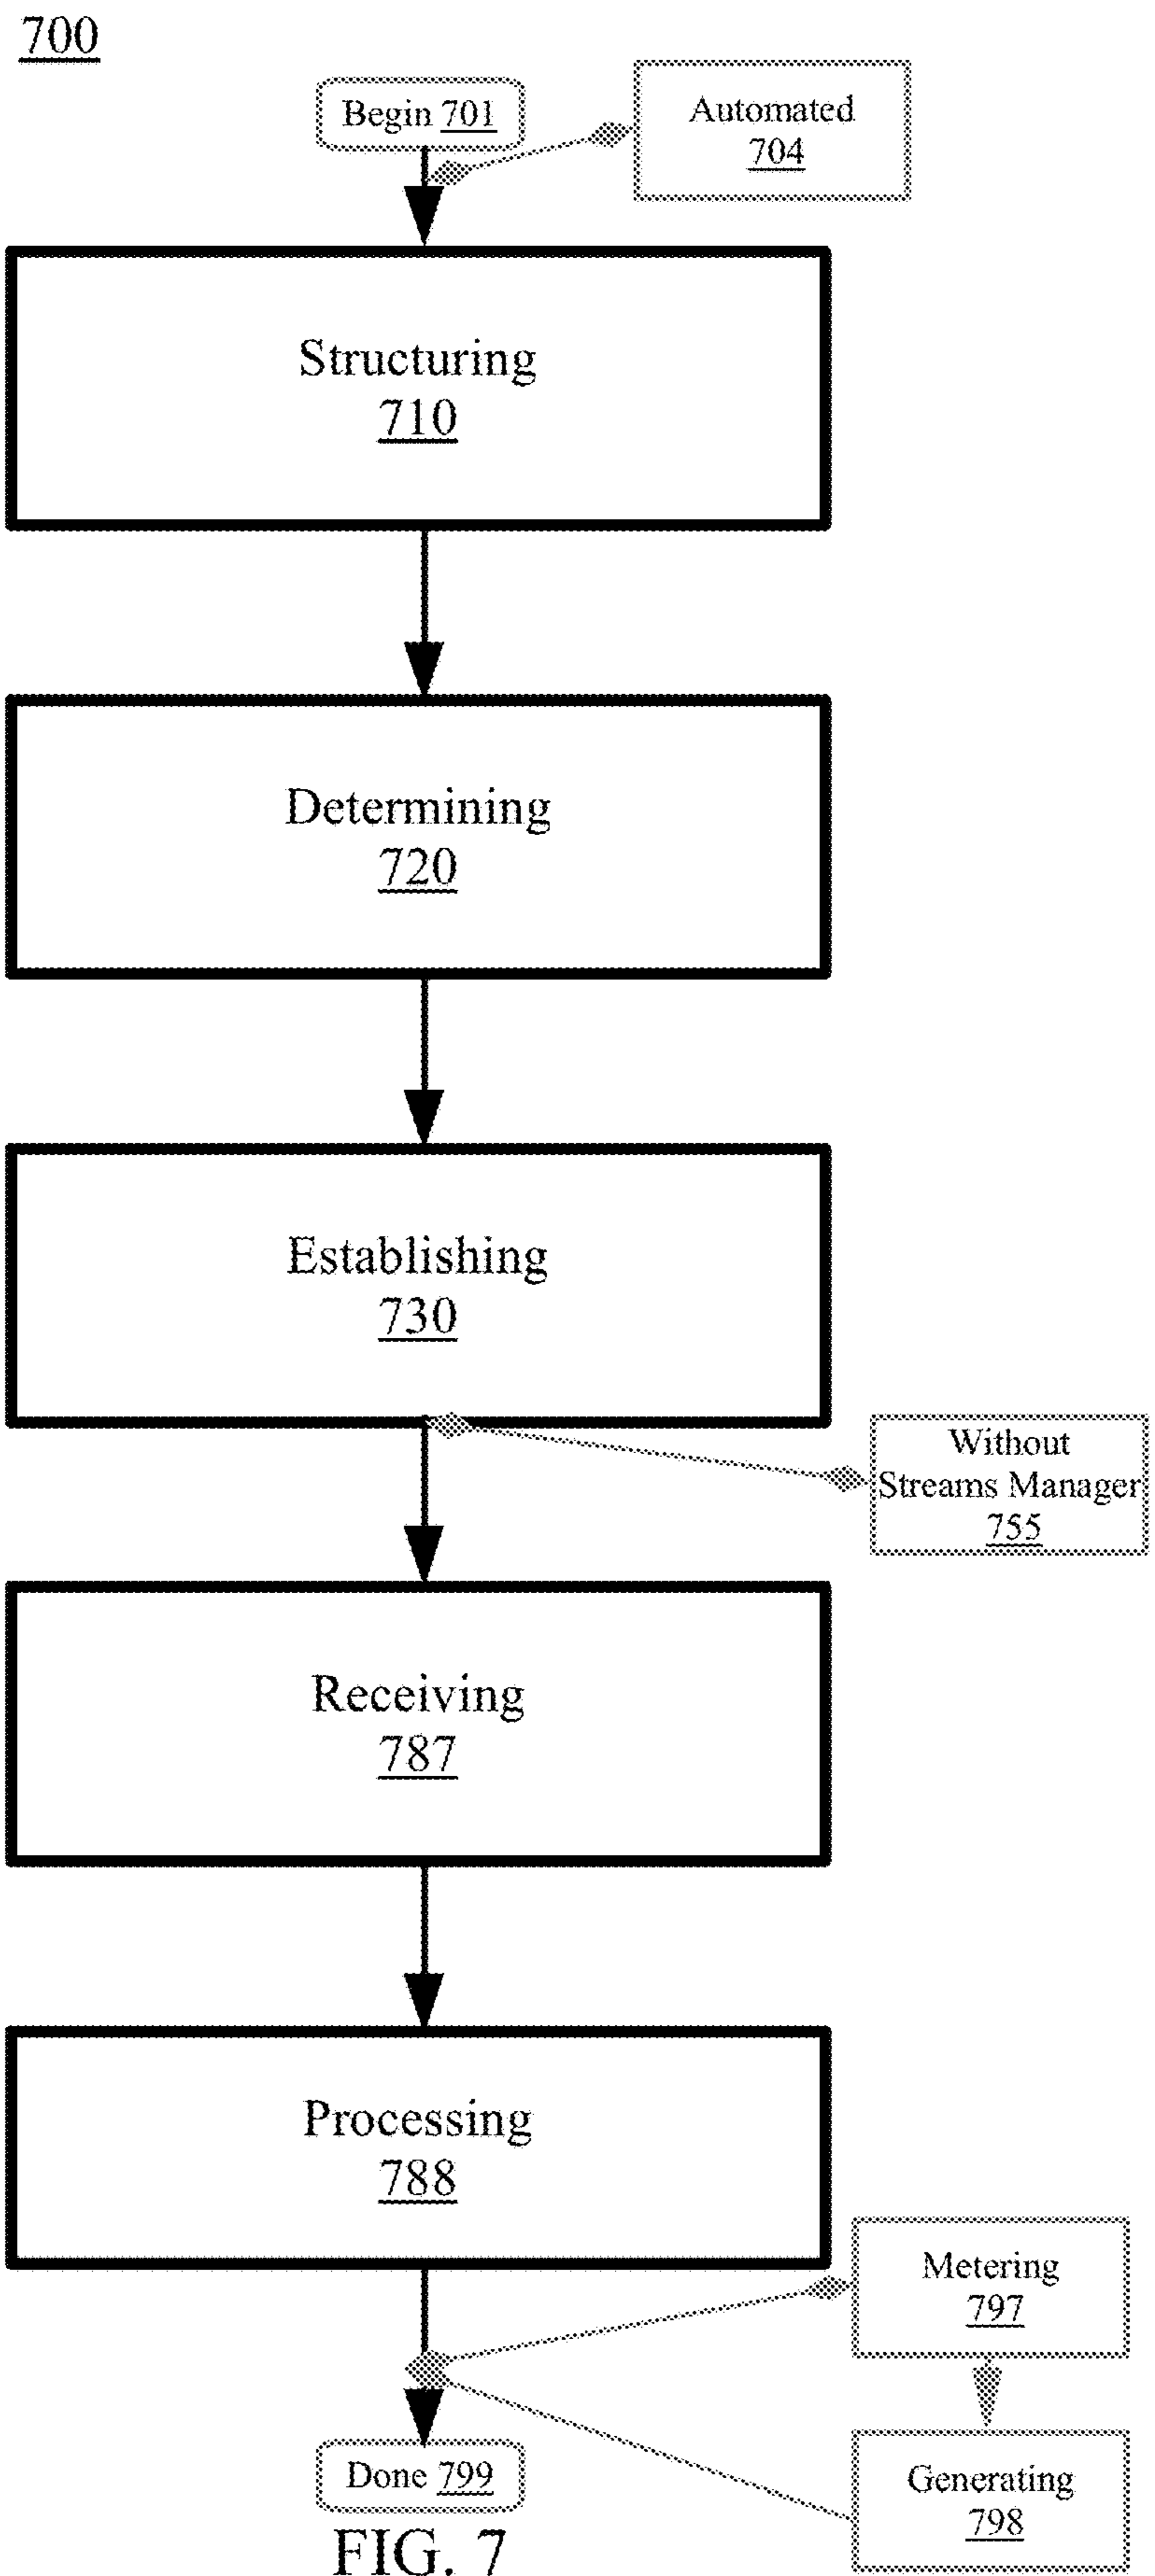 700
Begin 701
Automated
704
Structuring
710
Determining
720
Establishing
730
Without
Streams Manager
755
Receiving
787
Processing
788
Metering
797
Generating
798
Done 799
FIG. 7